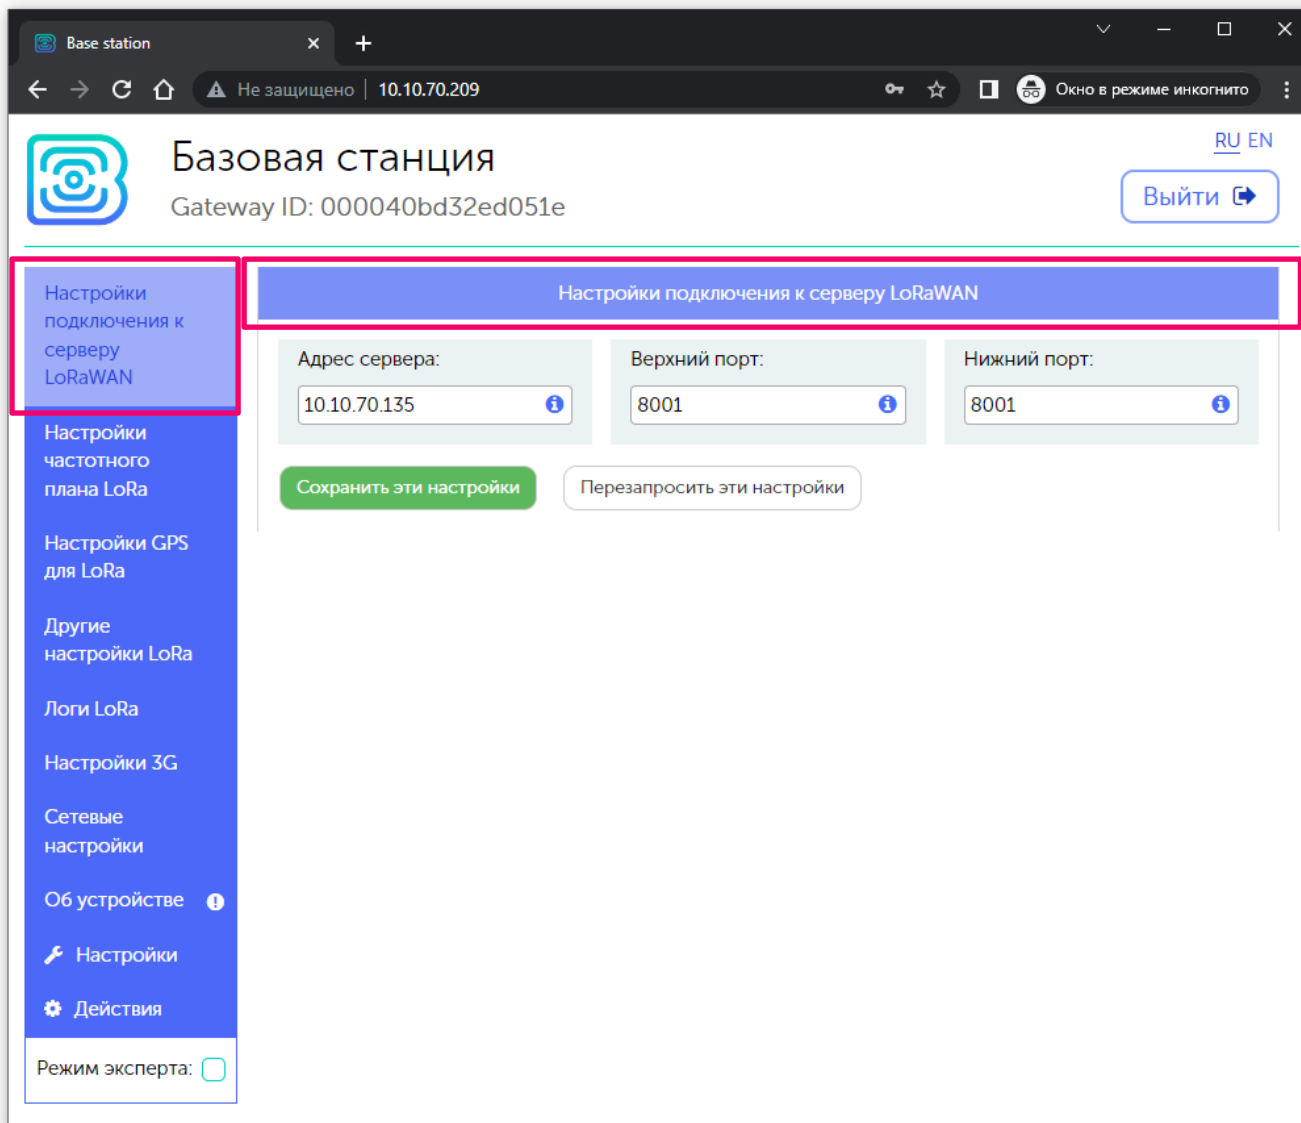 Base station
Не защищено 10.10.70.209 Окно в режиме инкогнито
RU EN
Базовая станция
Gateway ID: 000040bd32ed051e
Выйти
Настройки
подключения к
серверу
LoRaWAN
Настройки
частотного
плана LoRa
Настройки GPS
для LoRa
Другие
настройки LoRa
Логи LoRa
Настройки 3G
Сетевые
настройки
Об устройстве
Настройки
Действия
Режим эксперта:
Настройки подключения к серверу LoRaWAN
Адрес сервера: Верхний порт: Нижний порт:
10.10.70.135 8001 8001
Сохранить эти настройки Перезапросить эти настройки